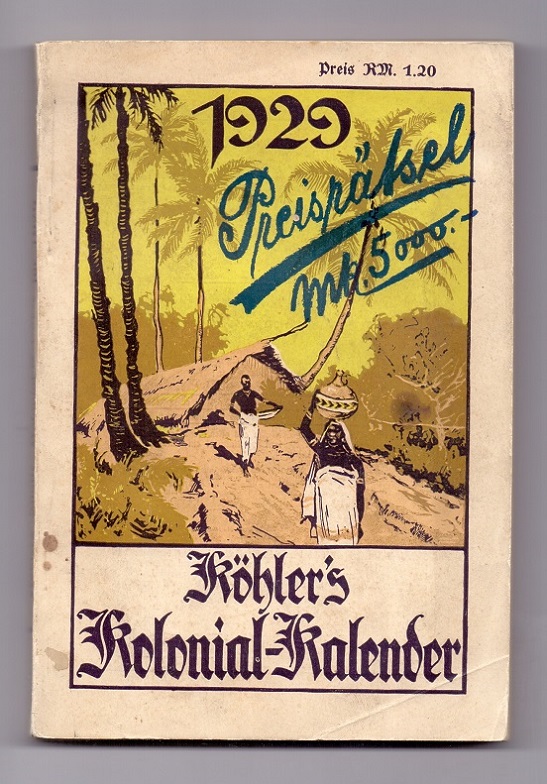 Preis RM. 1.20
1929
Preisrätsel
Mk. 5000.-
Köhler's
Kolonial-Kalender